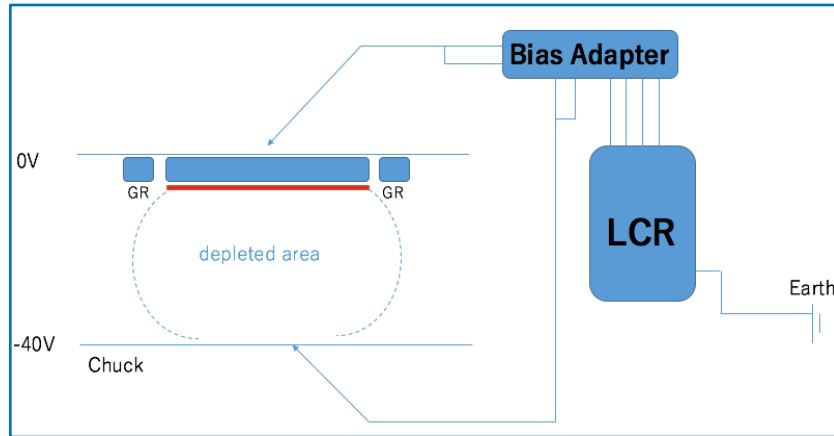 Bias Adapter
0V
GR
GR
LCR
depleted area
Earth
-40V
Chuck